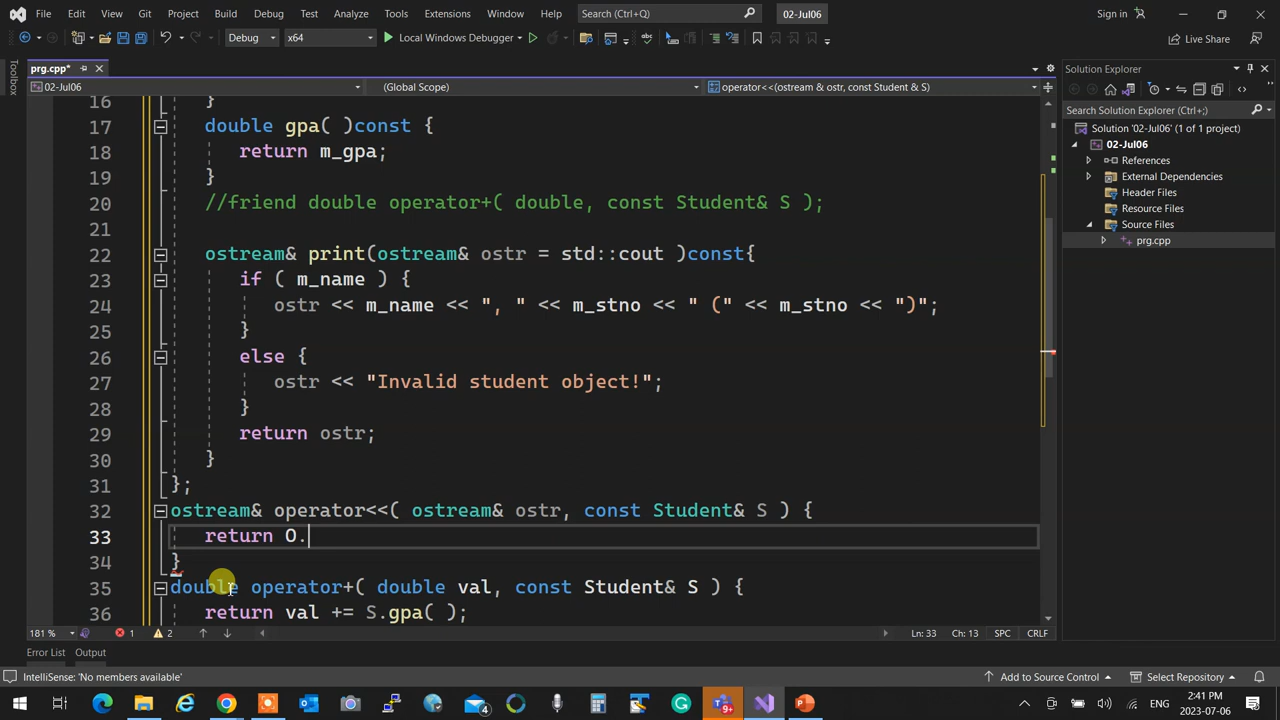 File Edit View Git Project Build Debug Test Analyze Tools Extensions Window Help Search (Ctrl+Q) 02-Jul06 Sign in
Debug x64 Local Windows Debugger Live Share
prg.cpp* Solution Explorer
02-Jul06 (Global Scope) operator<<(ostream & ostr, const Student & S)
Search Solution Explorer (Ctrl+;)
Solution '02-Jul06' (1 of 1 project)
02-Jul06
References
External Dependencies
Header Files
Resource Files
Source Files
prg.cpp
Toolbox
16 }
17 double gpa( )const {
18 return m_gpa;
19 }
20 //friend double operator+( double, const Student& S );
21
22 ostream& print(ostream& ostr = std::cout )const{
23 if ( m_name ) {
24 ostr << m_name << ", " << m_stno << " (" << m_stno << ")";
25 }
26 else {
27 ostr << "Invalid student object!";
28 }
29 return ostr;
30 }
31 };
32 ostream& operator<<( ostream& ostr, const Student& S ) {
33 return O.
34 }
35 double operator+( double val, const Student& S ) {
36 return val += S.gpa( );
181 % 1 2 Ln: 33 Ch: 13 SPC CRLF
Error List Output
IntelliSense: 'No members available' Add to Source Control Select Repository
4 9+ 2:41 PM
2023-07-06